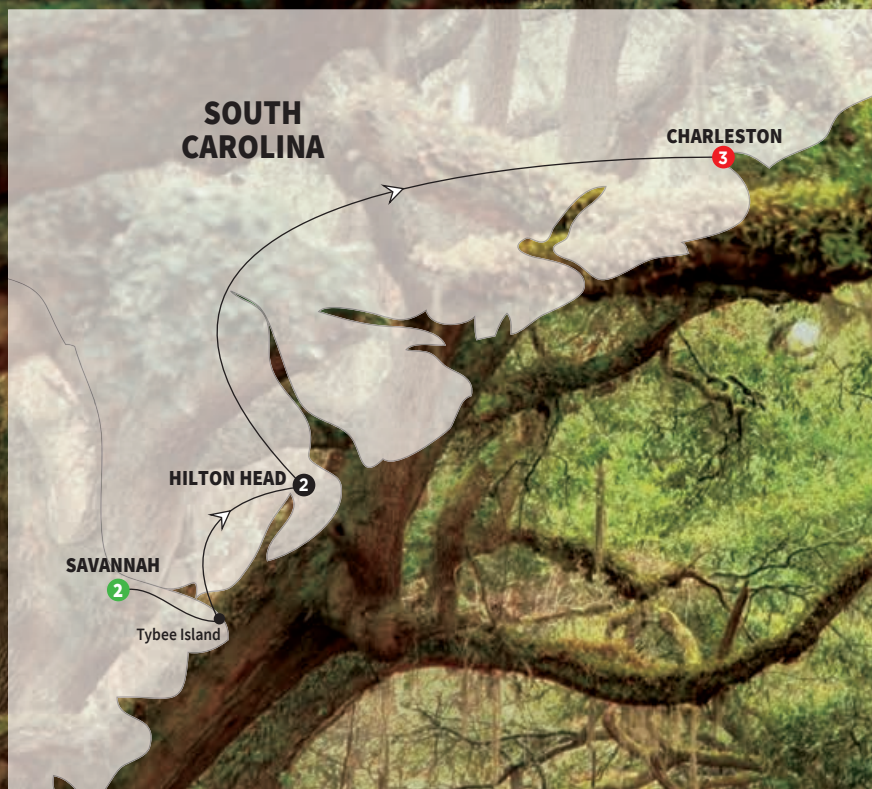 SOUTH
CAROLINA
CHARLESTON
3
HILTON HEAD 2
SAVANNAH
2
Tybee Island